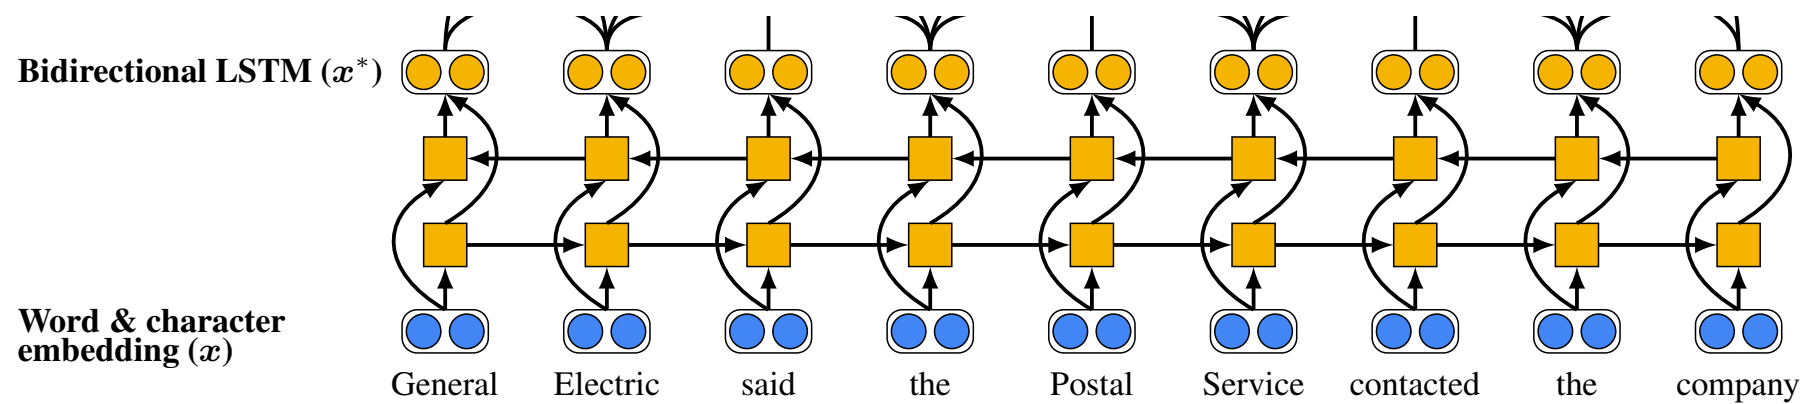 Bidirectional LSTM (x*)
Word & character
embedding (x)
General Electric said the Postal Service contacted the company